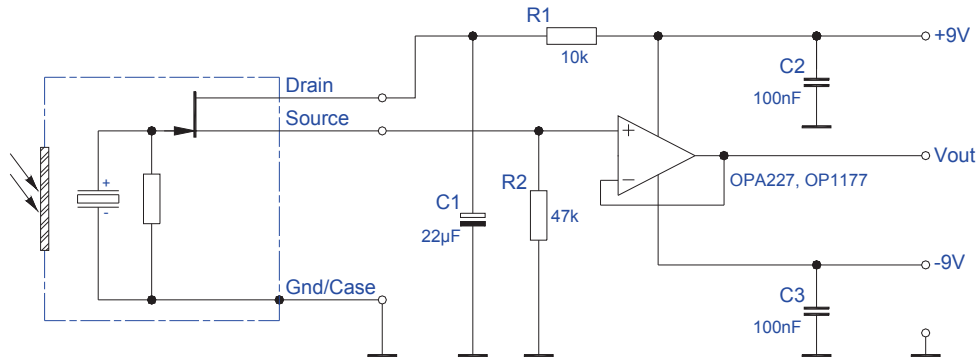 R1
10k
+9V
C2
100nF
Drain
Source
+
Vout
OPA227, OP1177
−
R2
47k
C1
22µF
+
-
Gnd/Case
-9V
C3
100nF